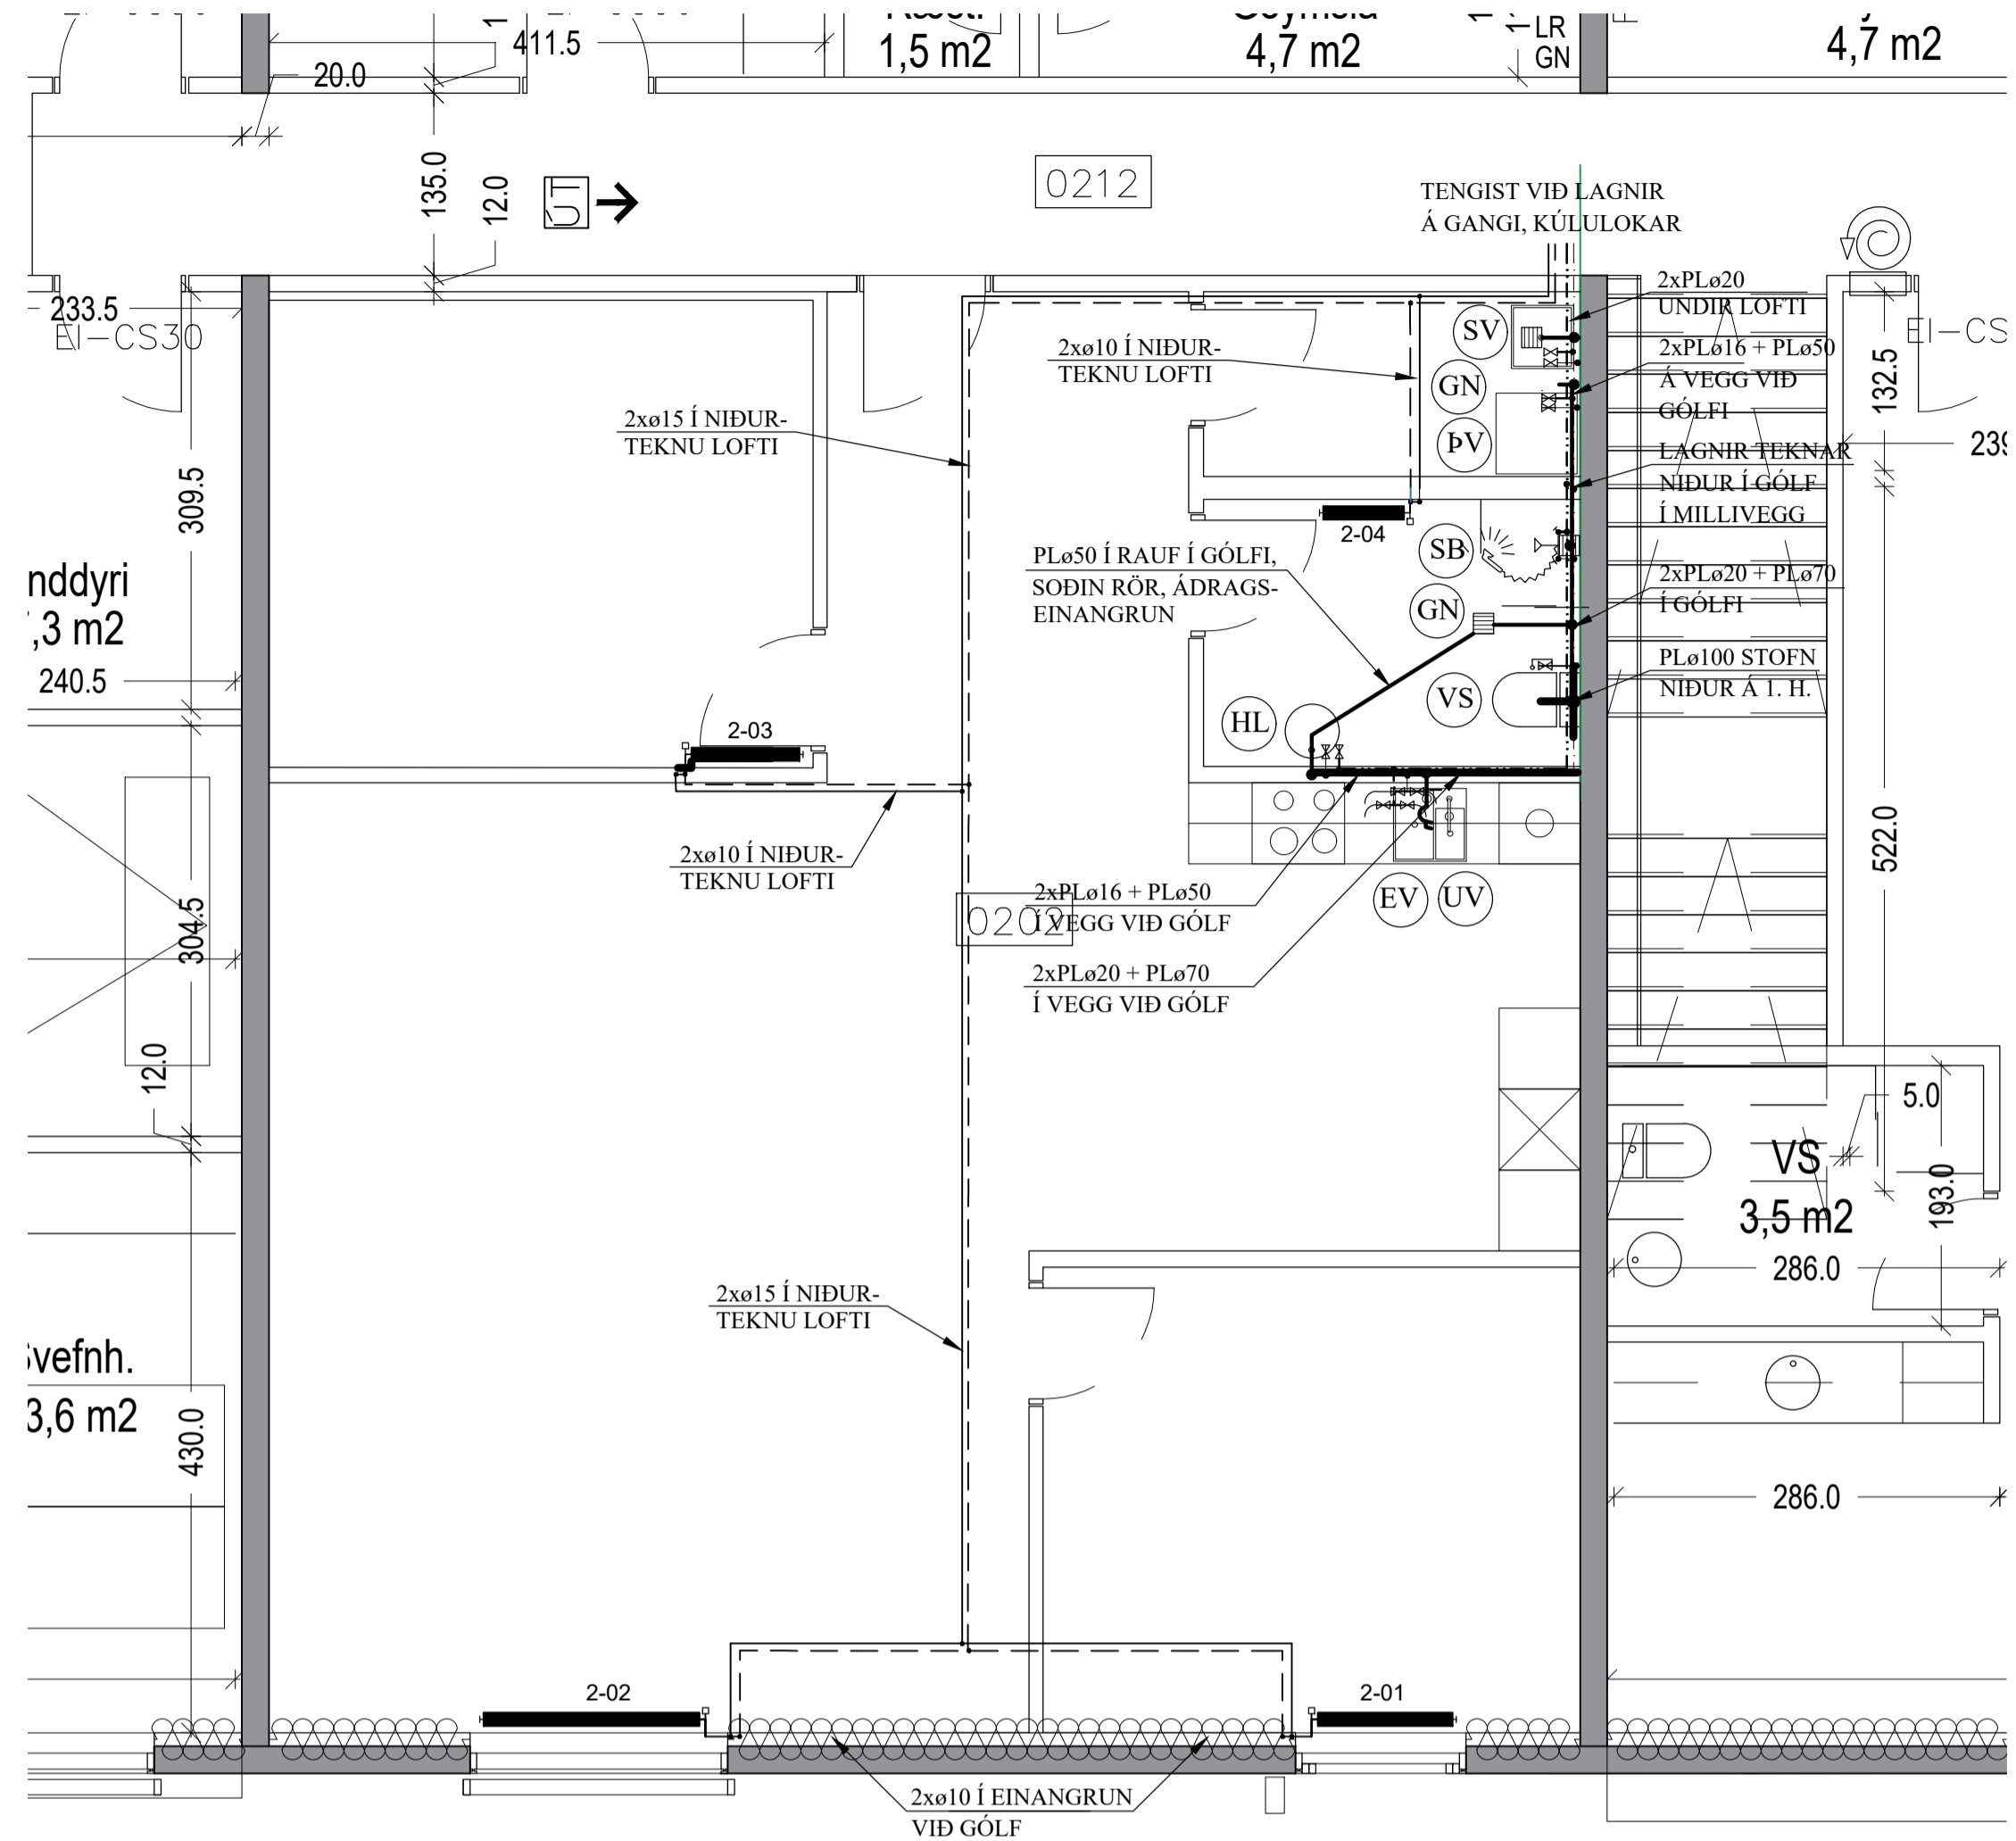 411.5
1,5 m2
4,7 m2
LR
GN
4,7 m2
20.0
135.0
12.0
ÚT
0212
TENGIST VIÐ LAGNIR
Á GANGI, KÚLULOKAR
233.5
EI-CS30
2xPLø20
UNDIR LOFTI
EI-CS
SV
2xø10 Í NIÐUR-
TEKNU LOFTI
2xPLø16 + PLø50
Á VEGG VIÐ
GÓLFI
132.5
GN
2xø15 Í NIÐUR-
TEKNU LOFTI
ÞV
LAGNIR TEKNAR
NIÐUR Í GÓLF
Í MILLIVEGG
239
309.5
2-04
SB
PLø50 Í RAUF Í GÓLFI,
SOÐIN RÖR, ÁDRAGS-
EINANGRUN
2xPLø20 + PLø70
Í GÓLFI
nddyri
,3 m2
GN
240.5
PLø100 STOFN
NIÐUR Á 1. H.
VS
HL
2-03
522.0
2xø10 Í NIÐUR-
TEKNU LOFTI
2xPLø16 + PLø50
Í VEGG VIÐ GÓLF
EV
UV
0202
304.5
2xPLø20 + PLø70
Í VEGG VIÐ GÓLF
12.0
5.0
VS
3,5 m2
193.0
286.0
2xø15 Í NIÐUR-
TEKNU LOFTI
vefnh.
3,6 m2
430.0
286.0
2-02
2-01
2xø10 Í EINANGRUN
VIÐ GÓLF